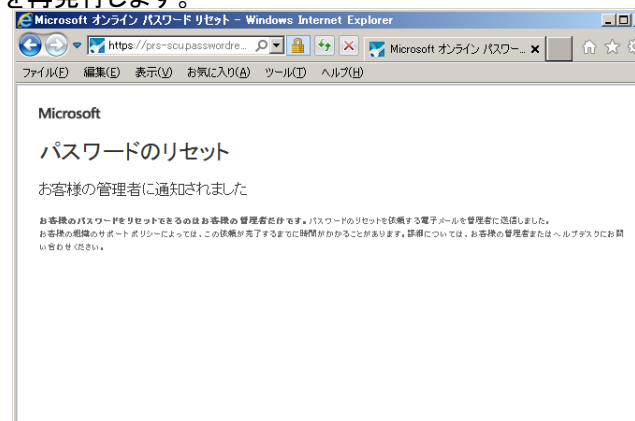 を再発行します。
Microsoft オンライン パスワード リセット - Windows Internet Explorer
https://prs-scu.passwordre...
Microsoft オンライン パスワー...
ファイル(F) 編集(E) 表示(V) お気に入り(A) ツール(T) ヘルプ(H)
Microsoft
パスワードのリセット
お客様の管理者に通知されました
お客様のパスワードをリセットできるのはお客様の管理者だけです。パスワードのリセットを依頼する電子メールを管理者に送信しました。
お客様の組織のサポート ポリシーによっては、この依頼が完了するまでに時間がかかることがあります。詳細については、お客様の管理者またはヘルプデスクにお問
い合わせください。